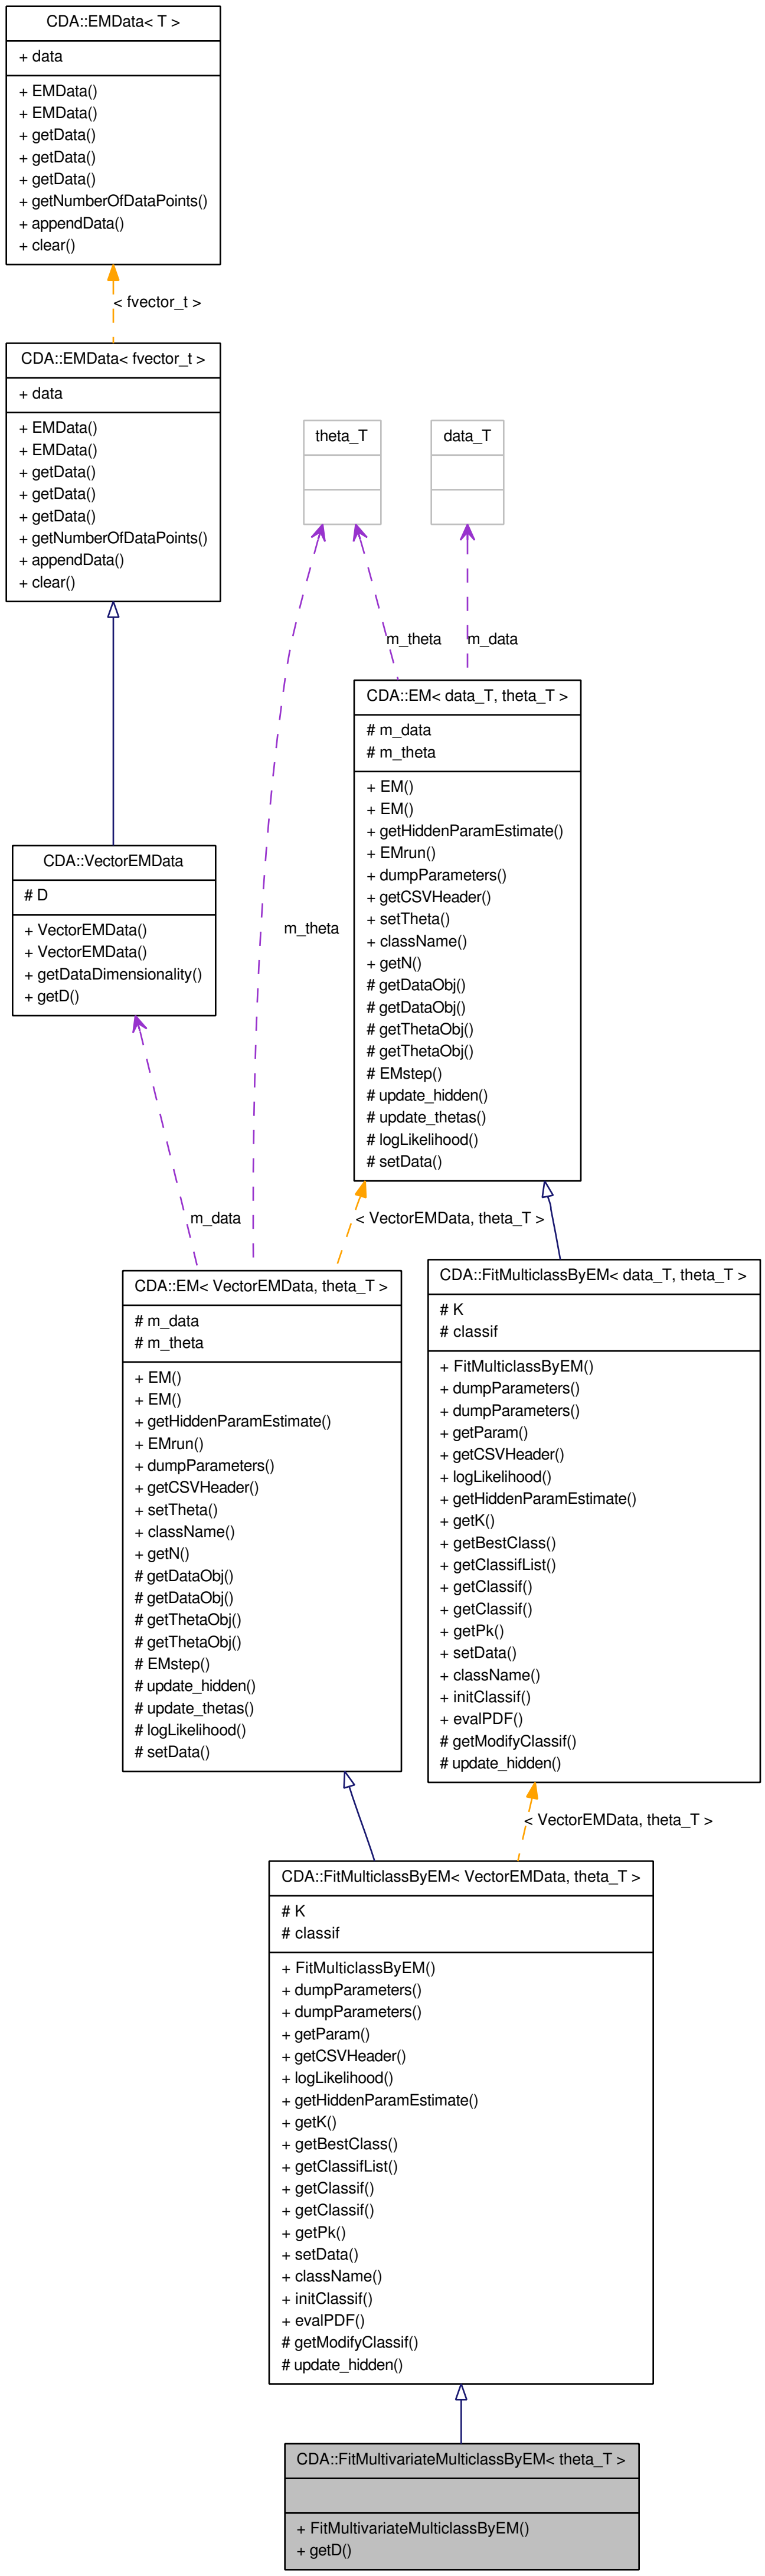 CDA::EMData< T >
+ data
+ EMData()
+ EMData()
+ getData()
+ getData()
+ getData()
+ getNumberOfDataPoints()
+ appendData()
+ clear()
< fvector_t >
CDA::EMData< fvector_t >
+ data
+ EMData()
+ EMData()
+ getData()
+ getData()
+ getData()
+ getNumberOfDataPoints()
+ appendData()
+ clear()
theta_T
data_T
m_theta
m_data
CDA::EM< data_T, theta_T >
# m_data
# m_theta
+ EM()
+ EM()
+ getHiddenParamEstimate()
+ EMrun()
+ dumpParameters()
+ getCSVHeader()
+ setTheta()
+ className()
+ getN()
# getDataObj()
# getDataObj()
# getThetaObj()
# getThetaObj()
# EMstep()
# update_hidden()
# update_thetas()
# logLikelihood()
# setData()
CDA::VectorEMData
# D
+ VectorEMData()
+ VectorEMData()
+ getDataDimensionality()
+ getD()
m_theta
m_data
< VectorEMData, theta_T >
CDA::EM< VectorEMData, theta_T >
# m_data
# m_theta
+ EM()
+ EM()
+ getHiddenParamEstimate()
+ EMrun()
+ dumpParameters()
+ getCSVHeader()
+ setTheta()
+ className()
+ getN()
# getDataObj()
# getDataObj()
# getThetaObj()
# getThetaObj()
# EMstep()
# update_hidden()
# update_thetas()
# logLikelihood()
# setData()
CDA::FitMulticlassByEM< data_T, theta_T >
# K
# classif
+ FitMulticlassByEM()
+ dumpParameters()
+ dumpParameters()
+ getParam()
+ getCSVHeader()
+ logLikelihood()
+ getHiddenParamEstimate()
+ getK()
+ getBestClass()
+ getClassifList()
+ getClassif()
+ getClassif()
+ getPk()
+ setData()
+ className()
+ initClassif()
+ evalPDF()
# getModifyClassif()
# update_hidden()
< VectorEMData, theta_T >
CDA::FitMulticlassByEM< VectorEMData, theta_T >
# K
# classif
+ FitMulticlassByEM()
+ dumpParameters()
+ dumpParameters()
+ getParam()
+ getCSVHeader()
+ logLikelihood()
+ getHiddenParamEstimate()
+ getK()
+ getBestClass()
+ getClassifList()
+ getClassif()
+ getClassif()
+ getPk()
+ setData()
+ className()
+ initClassif()
+ evalPDF()
# getModifyClassif()
# update_hidden()
CDA::FitMultivariateMulticlassByEM< theta_T >
+ FitMultivariateMulticlassByEM()
+ getD()